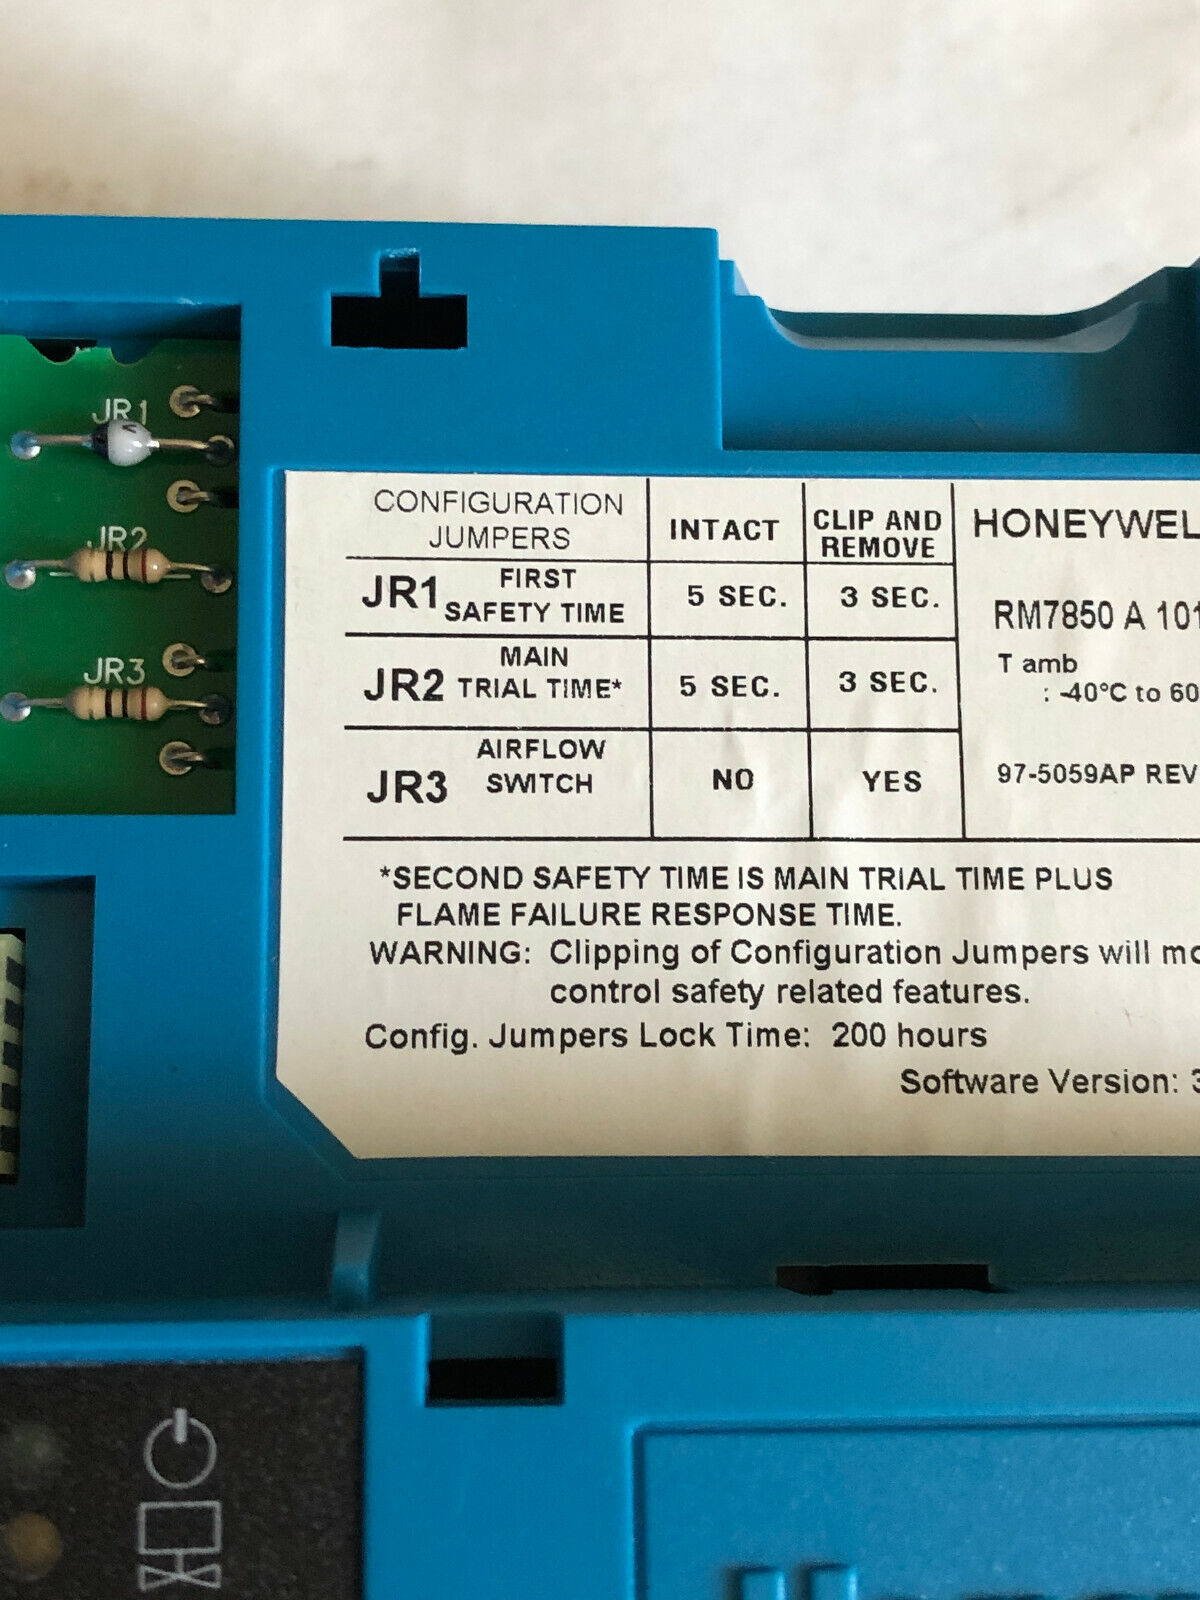 JR1
JR2
JR3
CONFIGURATION
JUMPERS
INTACT
CLIP AND
REMOVE
JR1 FIRST
SAFETY TIME
5 SEC.
3 SEC.
JR2 MAIN
TRIAL TIME*
5 SEC.
3 SEC.
JR3 AIRFLOW
SWITCH
NO
YES
HONEYWEL
RM7850 A 101
T amb
: -40°C to 60
97-5059AP REV
*SECOND SAFETY TIME IS MAIN TRIAL TIME PLUS
FLAME FAILURE RESPONSE TIME.
WARNING: Clipping of Configuration Jumpers will mo
control safety related features.
Config. Jumpers Lock Time: 200 hours
Software Version: 3